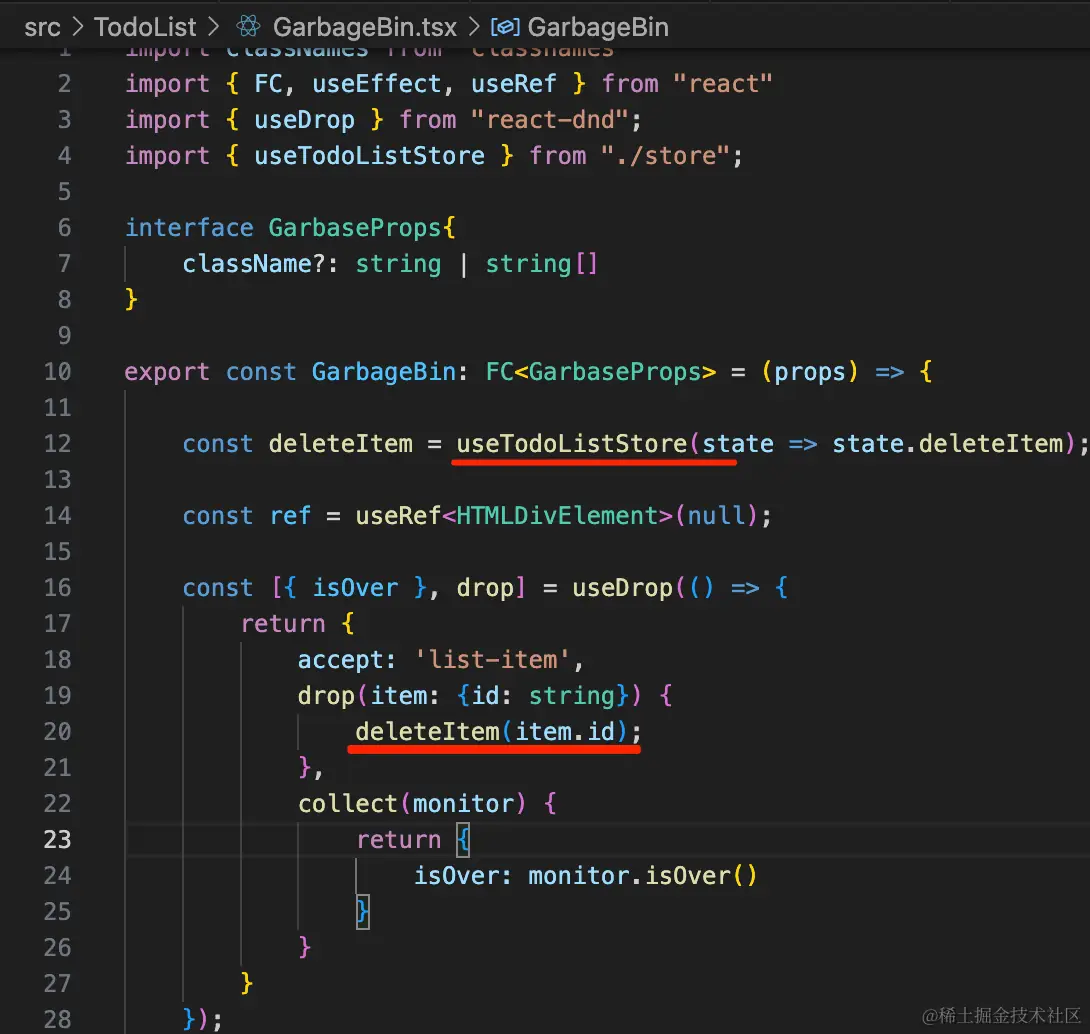 src > TodoList > GarbageBin.tsx > GarbageBin
1 import classNames from "classnames"
2 import { FC, useEffect, useRef } from "react"
3 import { useDrop } from "react-dnd";
4 import { useTodoListStore } from "./store";
5
6 interface GarbaseProps{
7 className?: string | string[]
8 }
9
10 export const GarbageBin: FC<GarbaseProps> = (props) => {
11
12 const deleteItem = useTodoListStore(state => state.deleteItem);
13
14 const ref = useRef<HTMLDivElement>(null);
15
16 const [{ isOver }, drop] = useDrop(() => {
17 return {
18 accept: 'list-item',
19 drop(item: {id: string}) {
20 deleteItem(item.id);
21 },
22 collect(monitor) {
23 return {
24 isOver: monitor.isOver()
25 }
26 }
27 }
28 });
@稀土掘金技术社区